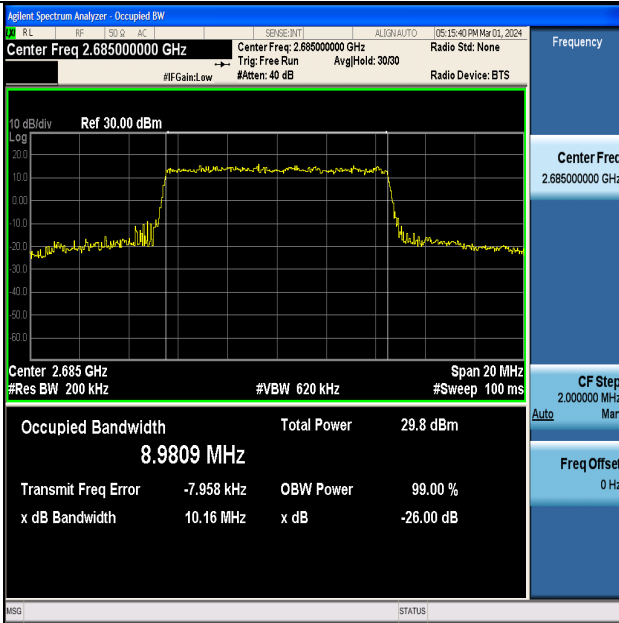 Agilent Spectrum Analyzer - Occupied BW
LXI RL RF 50 Ω AC SENSE:INT ALIGN AUTO 05:15:40 PM Mar 01, 2024
Center Freq 2.685000000 GHz
Center Freq: 2.685000000 GHz
Radio Std: None
Trig: Free Run Avg|Hold: 30/30
#IFGain:Low #Atten: 40 dB Radio Device: BTS
Frequency
10 dB/div Ref 30.00 dBm
Log
20.0
10.0
0.00
-10.0
-20.0
-30.0
-40.0
-50.0
-60.0
Center 2.685 GHz Span 20 MHz
#Res BW 200 kHz #VBW 620 kHz #Sweep 100 ms
Occupied Bandwidth Total Power 29.8 dBm
8.9809 MHz
Transmit Freq Error -7.958 kHz OBW Power 99.00 %
x dB Bandwidth 10.16 MHz x dB -26.00 dB
Center Freq
2.685000000 GHz
CF Step
2.000000 MHz
Auto Man
Freq Offset
0 Hz
MSG STATUS